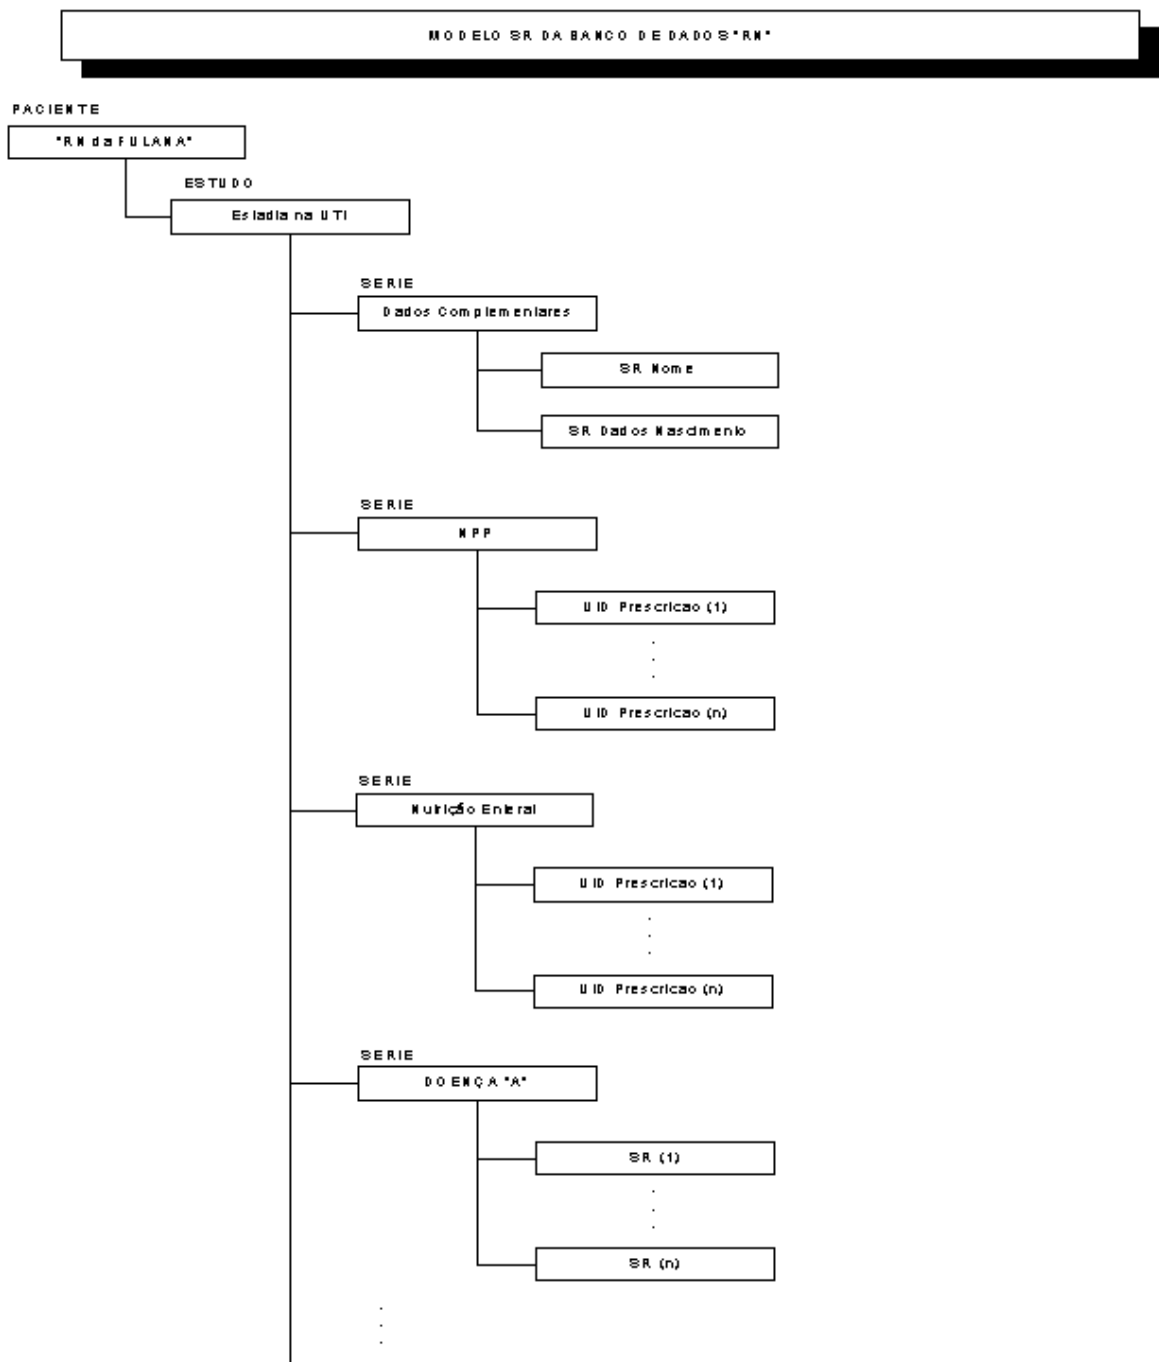 MODELO SR DA BANCO DE DADOS "RN"
PACIENTE
"RN da FULANA"
ESTUDO
Estadia na UTI
SERIE
Dados Complementares
SR Nome
SR Dados Nascimento
SERIE
NPP
UID Prescricao (1)
.
.
.
UID Prescricao (n)
SERIE
Nutrição Enteral
UID Prescricao (1)
.
.
.
UID Prescricao (n)
SERIE
DOENÇA "A"
SR (1)
.
.
.
SR (n)
.
.
.